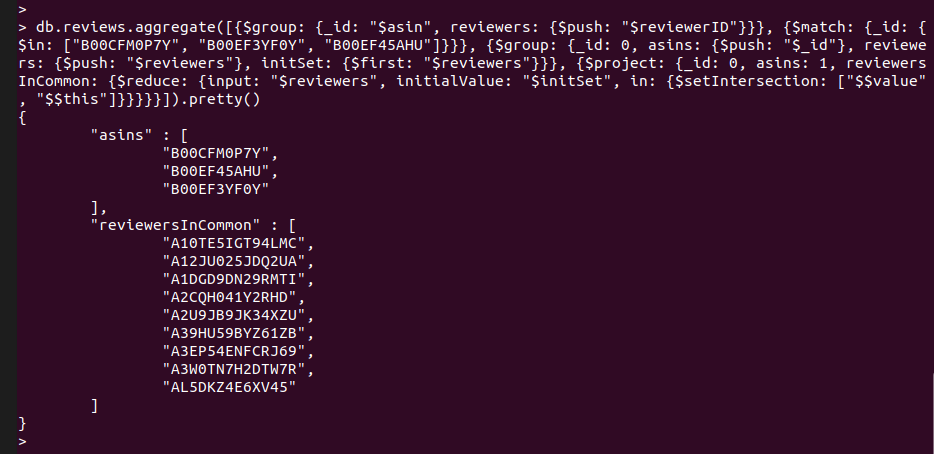 >
> db.reviews.aggregate([{$group: {_id: "$asin", reviewers: {$push: "$reviewerID"}}}, {$match: {_id: {
$in: ["B00CFM0P7Y", "B00EF3YF0Y", "B00EF45AHU"]}}}, {$group: {_id: 0, asins: {$push: "$_id"}, reviewe
rs: {$push: "$reviewers"}, initSet: {$first: "$reviewers"}}}, {$project: {_id: 0, asins: 1, reviewers
InCommon: {$reduce: {input: "$reviewers", initialValue: "$initSet", in: {$setIntersection: ["$$value"
, "$$this"]}}}}}]).pretty()
{
"asins" : [
"B00CFM0P7Y",
"B00EF45AHU",
"B00EF3YF0Y"
],
"reviewersInCommon" : [
"A10TE5IGT94LMC",
"A12JU025JDQ2UA",
"A1DGD9DN29RMTI",
"A2CQH041Y2RHD",
"A2U9JB9JK34XZU",
"A39HU59BYZ61ZB",
"A3EP54ENFCRJ69",
"A3W0TN7H2DTW7R",
"AL5DKZ4E6XV45"
]
}
>